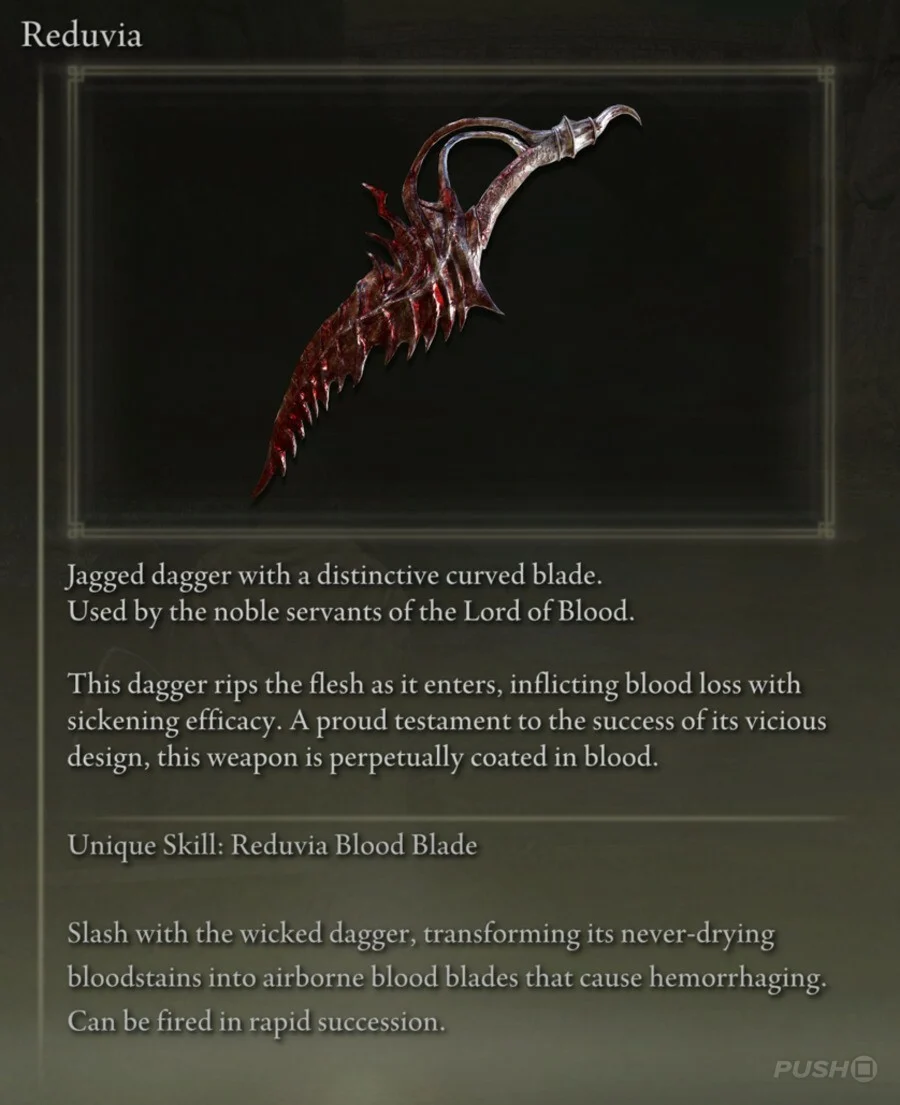 Reduvia
Jagged dagger with a distinctive curved blade.
Used by the noble servants of the Lord of Blood.
This dagger rips the flesh as it enters, inflicting blood loss with
sickening efficacy. A proud testament to the success of its vicious
design, this weapon is perpetually coated in blood.
Unique Skill: Reduvia Blood Blade
Slash with the wicked dagger, transforming its never-drying
bloodstains into airborne blood blades that cause hemorrhaging.
Can be fired in rapid succession.
PUSH